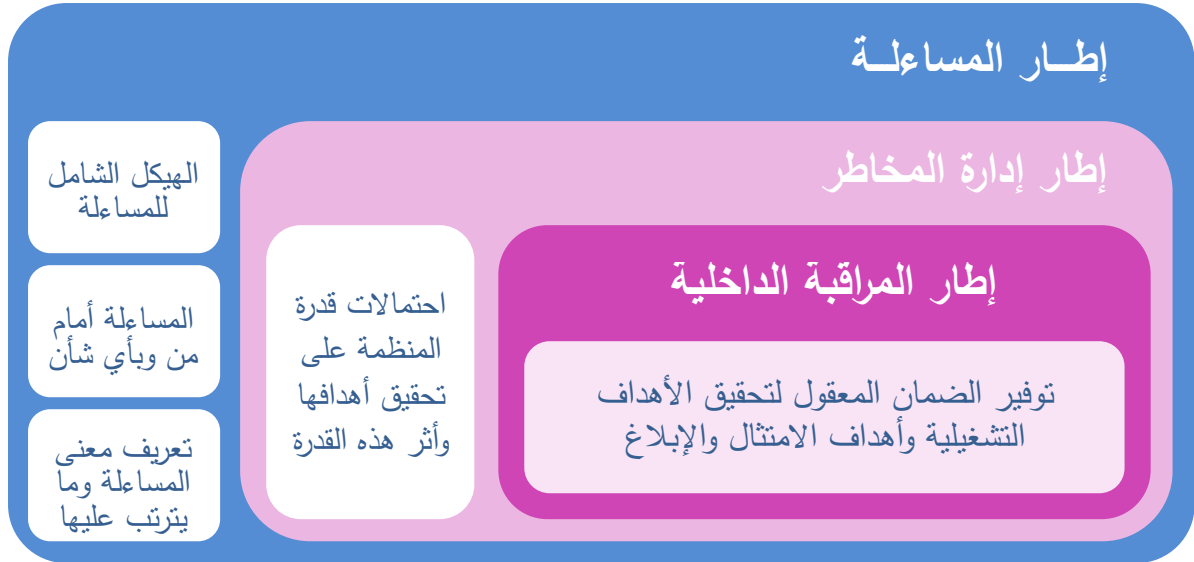 إطــار المساءلـة
إطار إدارة المخاطر
إطار المراقبة الداخلية
توفير الضمان المعقول لتحقيق الأهداف
التشغيلية وأهداف الامتثال والإبلاغ
احتمالات قدرة
المنظمة على
تحقيق أهدافها
وأثر هذه القدرة
الهيكل الشامل
للمساءلة
المساءلة أمام
من وبأي شأن
تعريف معنى
المساءلة وما
يترتب عليها